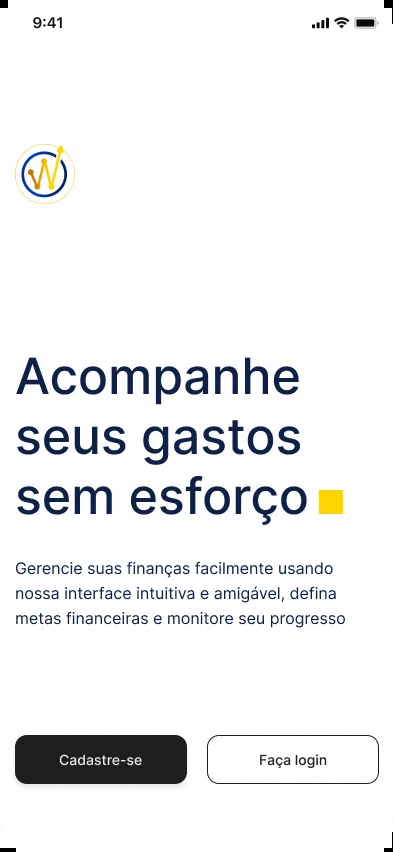 9:41
W
Acompanhe
seus gastos
sem esforço
Gerencie suas finanças facilmente usando
nossa interface intuitiva e amigável, defina
metas financeiras e monitore seu progresso
Cadastre-se
Faça login